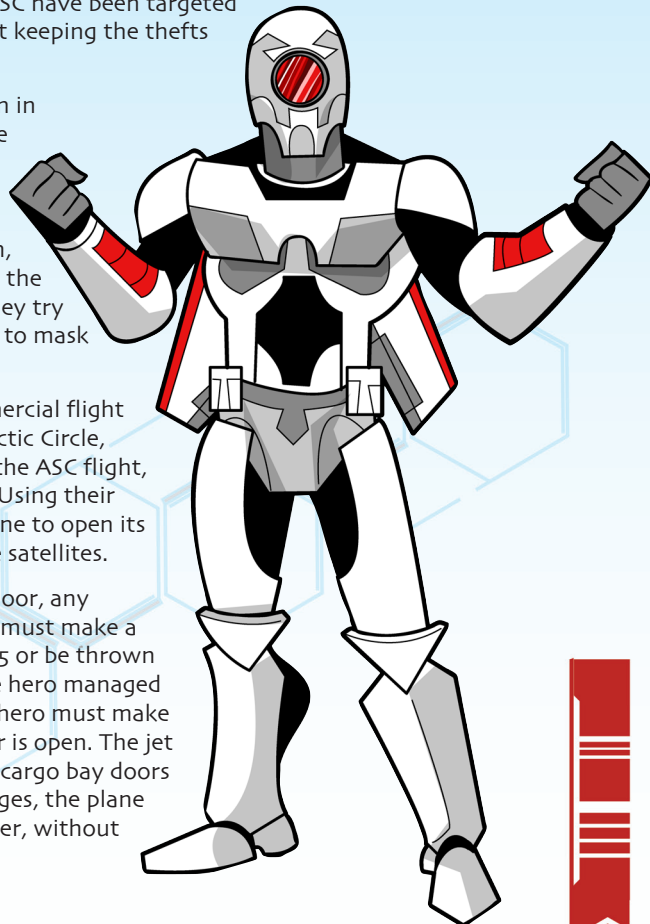 SC have been targeted
t keeping the thefts
n in
e
n,
the
ey try
to mask
mercial flight
ctic Circle,
the ASC flight,
Using their
ne to open its
e satellites.
oor, any
must make a
5 or be thrown
e hero managed
hero must make
r is open. The jet
cargo bay doors
ges, the plane
er, without